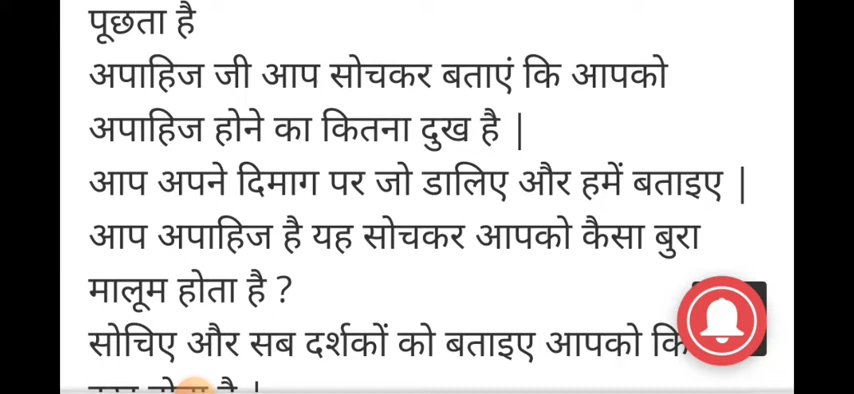 पूछता है
अपाहिज जी आप सोचकर बताएं कि आपको
अपाहिज होने का कितना दुख है |
आप अपने दिमाग पर जो डालिए और हमें बताइए |
आप अपाहिज है यह सोचकर आपको कैसा बुरा
मालूम होता है ?
सोचिए और सब दर्शकों को बताइए आपको